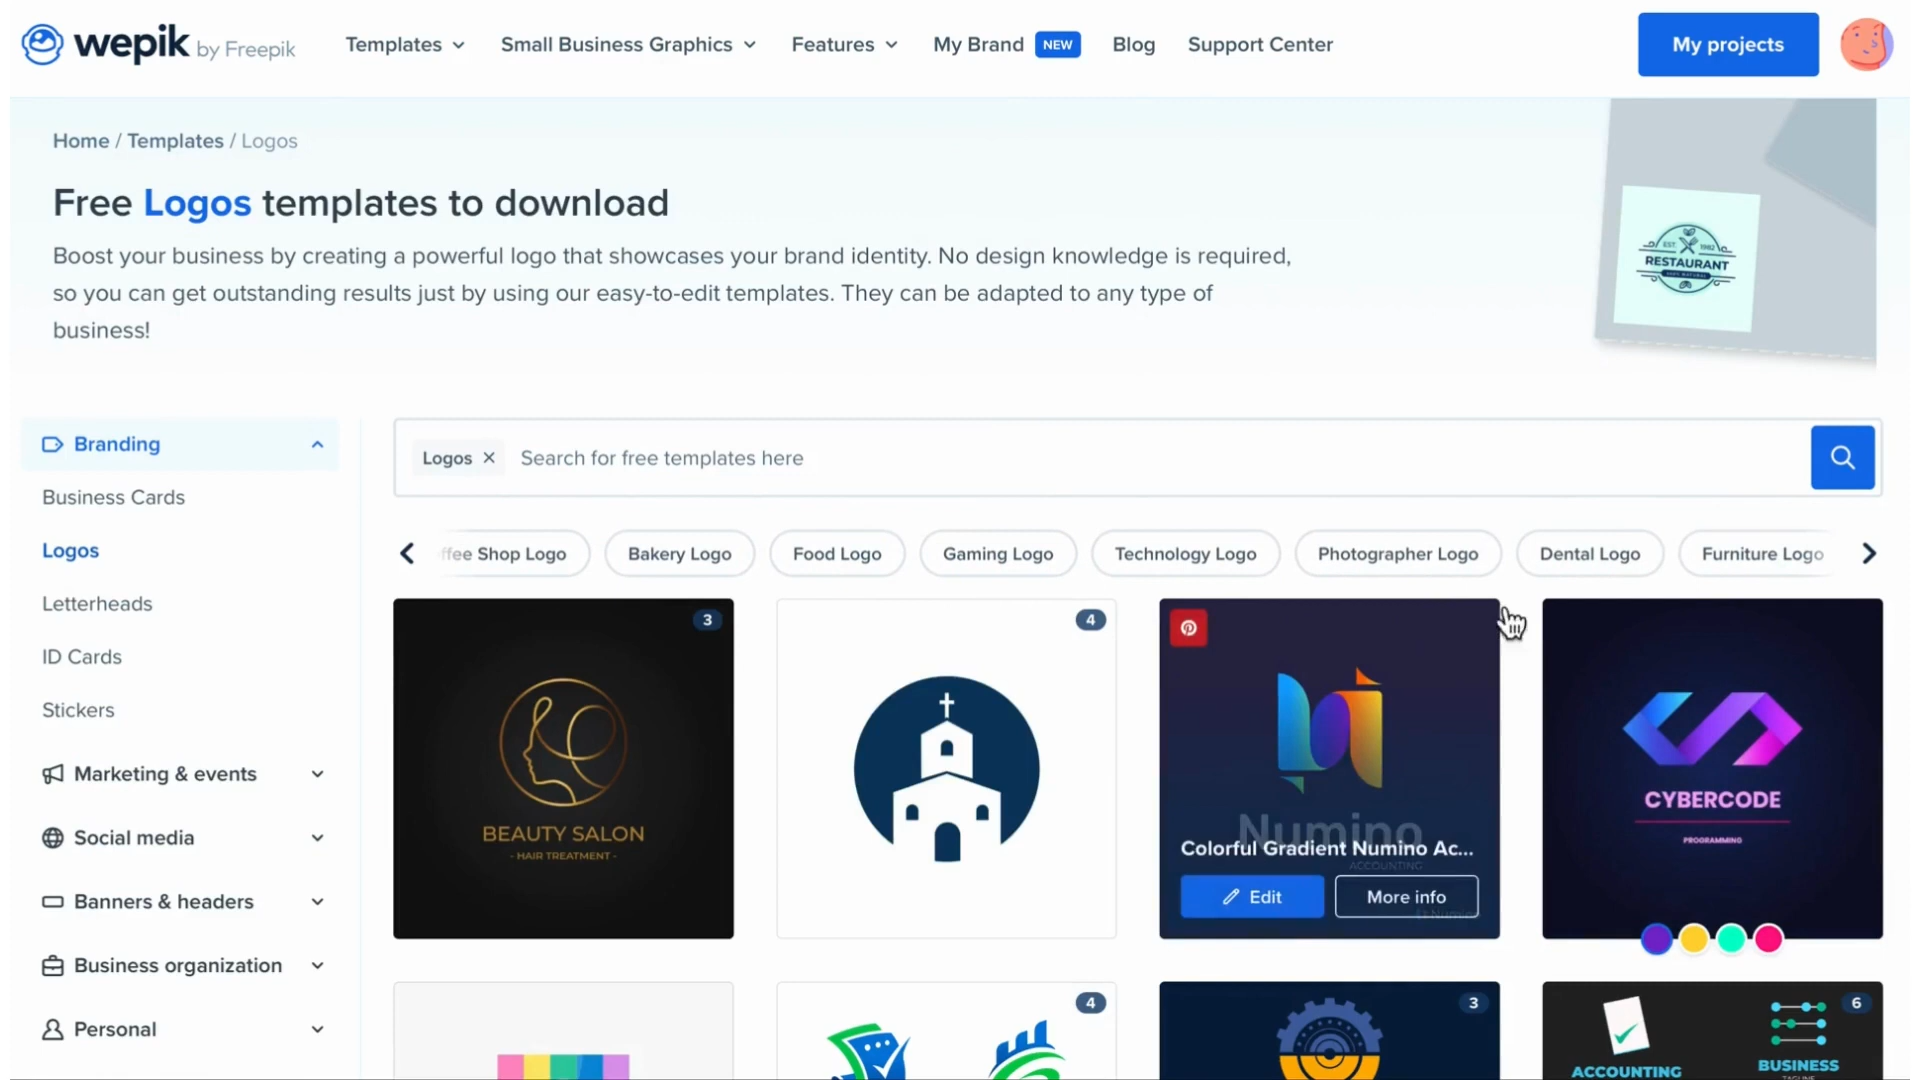 wepik by Freepik
Templates
Small Business Graphics
Features
My Brand NEW
Blog
Support Center
My projects
Home / Templates / Logos
Free Logos templates to download
Boost your business by creating a powerful logo that showcases your brand identity. No design knowledge is required,
so you can get outstanding results just by using our easy-to-edit templates. They can be adapted to any type of
business!
EST. 1982
RESTAURANT
Branding
Business Cards
Logos
Letterheads
ID Cards
Stickers
Marketing & events
Social media
Banners & headers
Business organization
Personal
Logos × Search for free templates here
ffee Shop Logo
Bakery Logo
Food Logo
Gaming Logo
Technology Logo
Photographer Logo
Dental Logo
Furniture Logo
3
BEAUTY SALON
- HAIR TREATMENT -
4
Numino
ACCOUNTING
Colorful Gradient Numino Ac...
Edit
More info
CYBERCODE
PROGRAMMING
4
3
6
ACCOUNTING
BUSINESS
TAGLINE